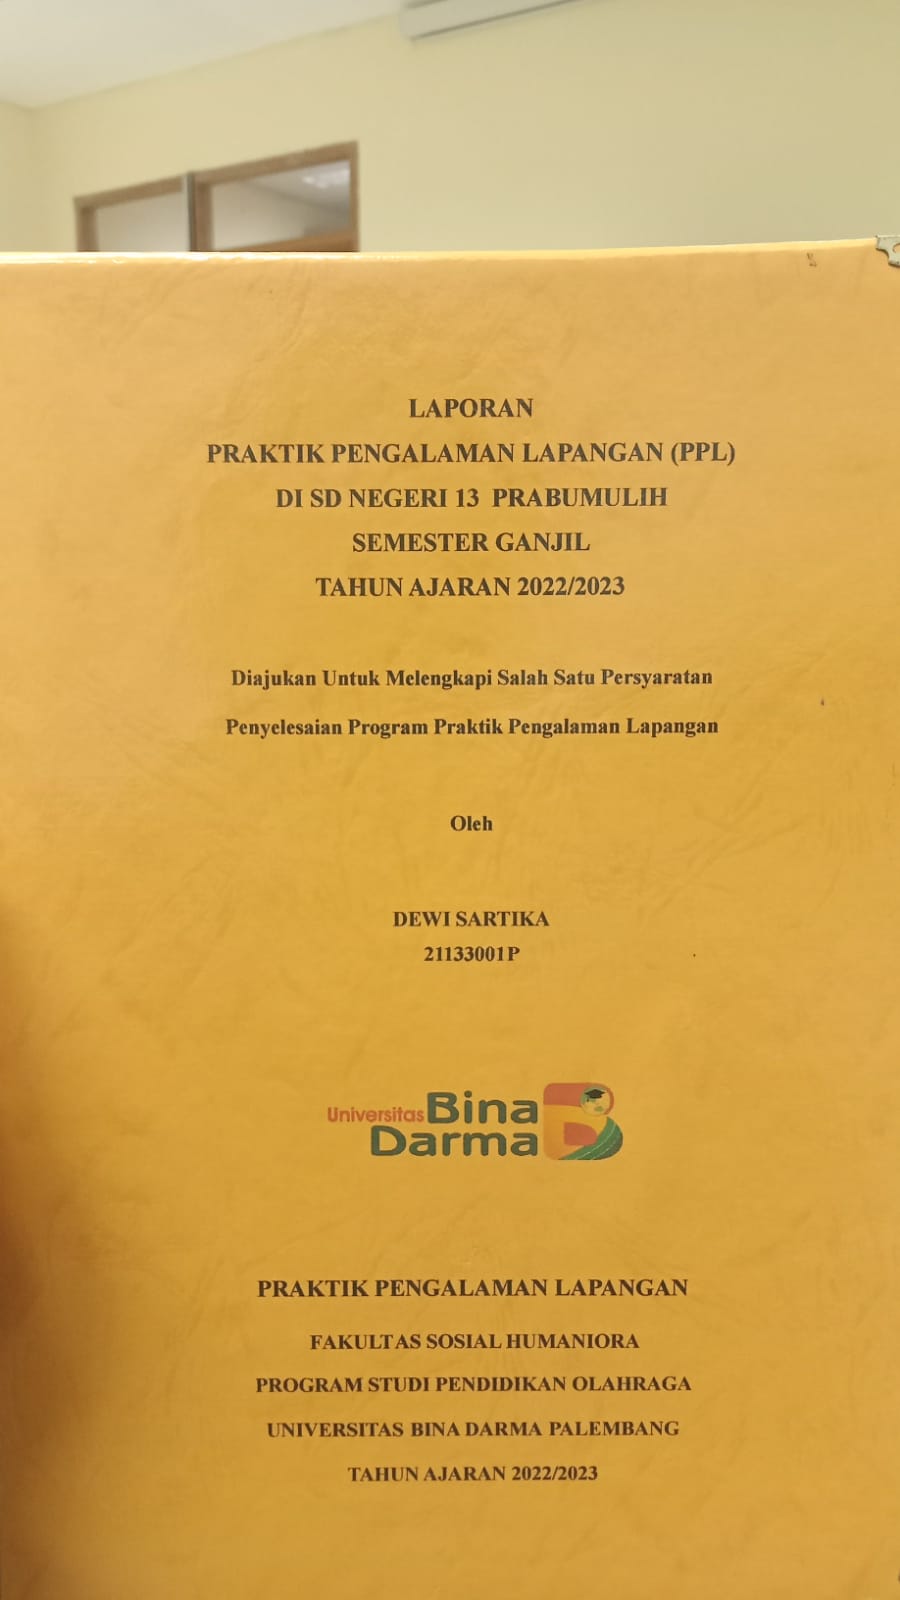 LAPORAN
PRAKTIK PENGALAMAN LAPANGAN (PPL)
DI SD NEGERI 13 PRABUMULIH
SEMESTER GANJIL
TAHUN AJARAN 2022/2023
Diajukan Untuk Melengkapi Salah Satu Persyaratan
Penyelesaian Program Praktik Pengalaman Lapangan
Oleh
DEWI SARTIKA
21133001P
Universitas Bina
Darma
PRAKTIK PENGALAMAN LAPANGAN
FAKULTAS SOSIAL HUMANIORA
PROGRAM STUDI PENDIDIKAN OLAHRAGA
UNIVERSITAS BINA DARMA PALEMBANG
TAHUN AJARAN 2022/2023